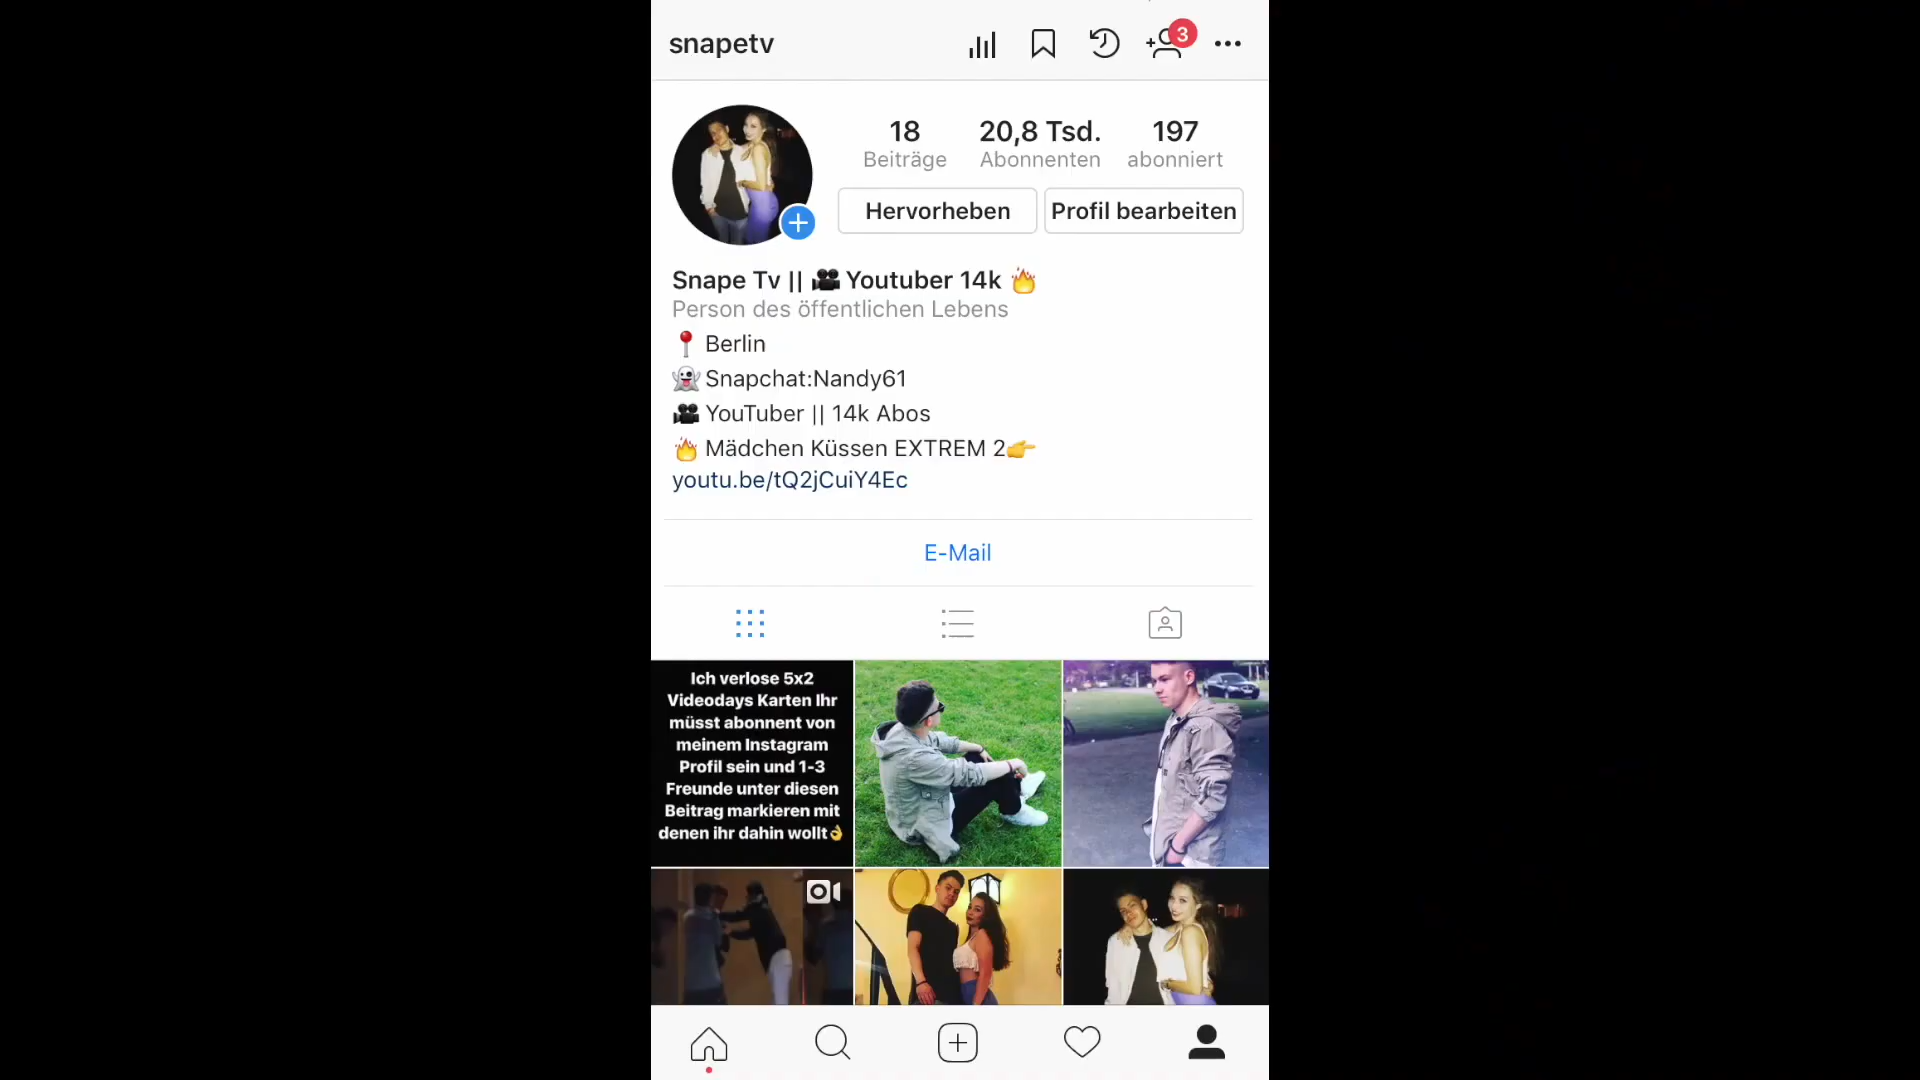 snapetv
3
18
20,8 Tsd.
197
Beiträge
Abonnenten
abonniert
Hervorheben
Profil bearbeiten
Snape Tv || 🎥 Youtuber 14k 🔥
Person des öffentlichen Lebens
📍 Berlin
👻 Snapchat:Nandy61
🎥 YouTuber || 14k Abos
🔥 Mädchen Küssen EXTREM 2👉
youtu.be/tQ2jCuiY4Ec
E-Mail
Ich verlose 5x2
Videodays Karten Ihr
müsst abonnent von
meinem Instagram
Profil sein und 1-3
Freunde unter diesen
Beitrag markieren mit
denen ihr dahin wollt👌